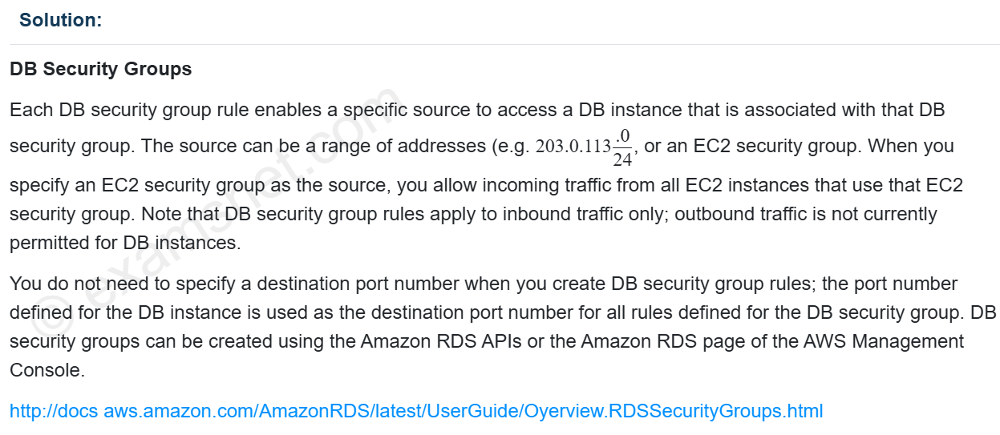 Solution:
DB Security Groups
Each DB security group rule enables a specific source to access a DB instance that is associated with that DB
security group. The source can be a range of addresses (e.g. 203.0.113.0/24, or an EC2 security group. When you
specify an EC2 security group as the source, you allow incoming traffic from all EC2 instances that use that EC2
security group. Note that DB security group rules apply to inbound traffic only; outbound traffic is not currently
permitted for DB instances.
You do not need to specify a destination port number when you create DB security group rules; the port number
defined for the DB instance is used as the destination port number for all rules defined for the DB security group. DB
security groups can be created using the Amazon RDS APIs or the Amazon RDS page of the AWS Management
Console.
http://docs aws.amazon.com/AmazonRDS/latest/UserGuide/Oyerview.RDSSecurityGroups.html
© examsnet.com